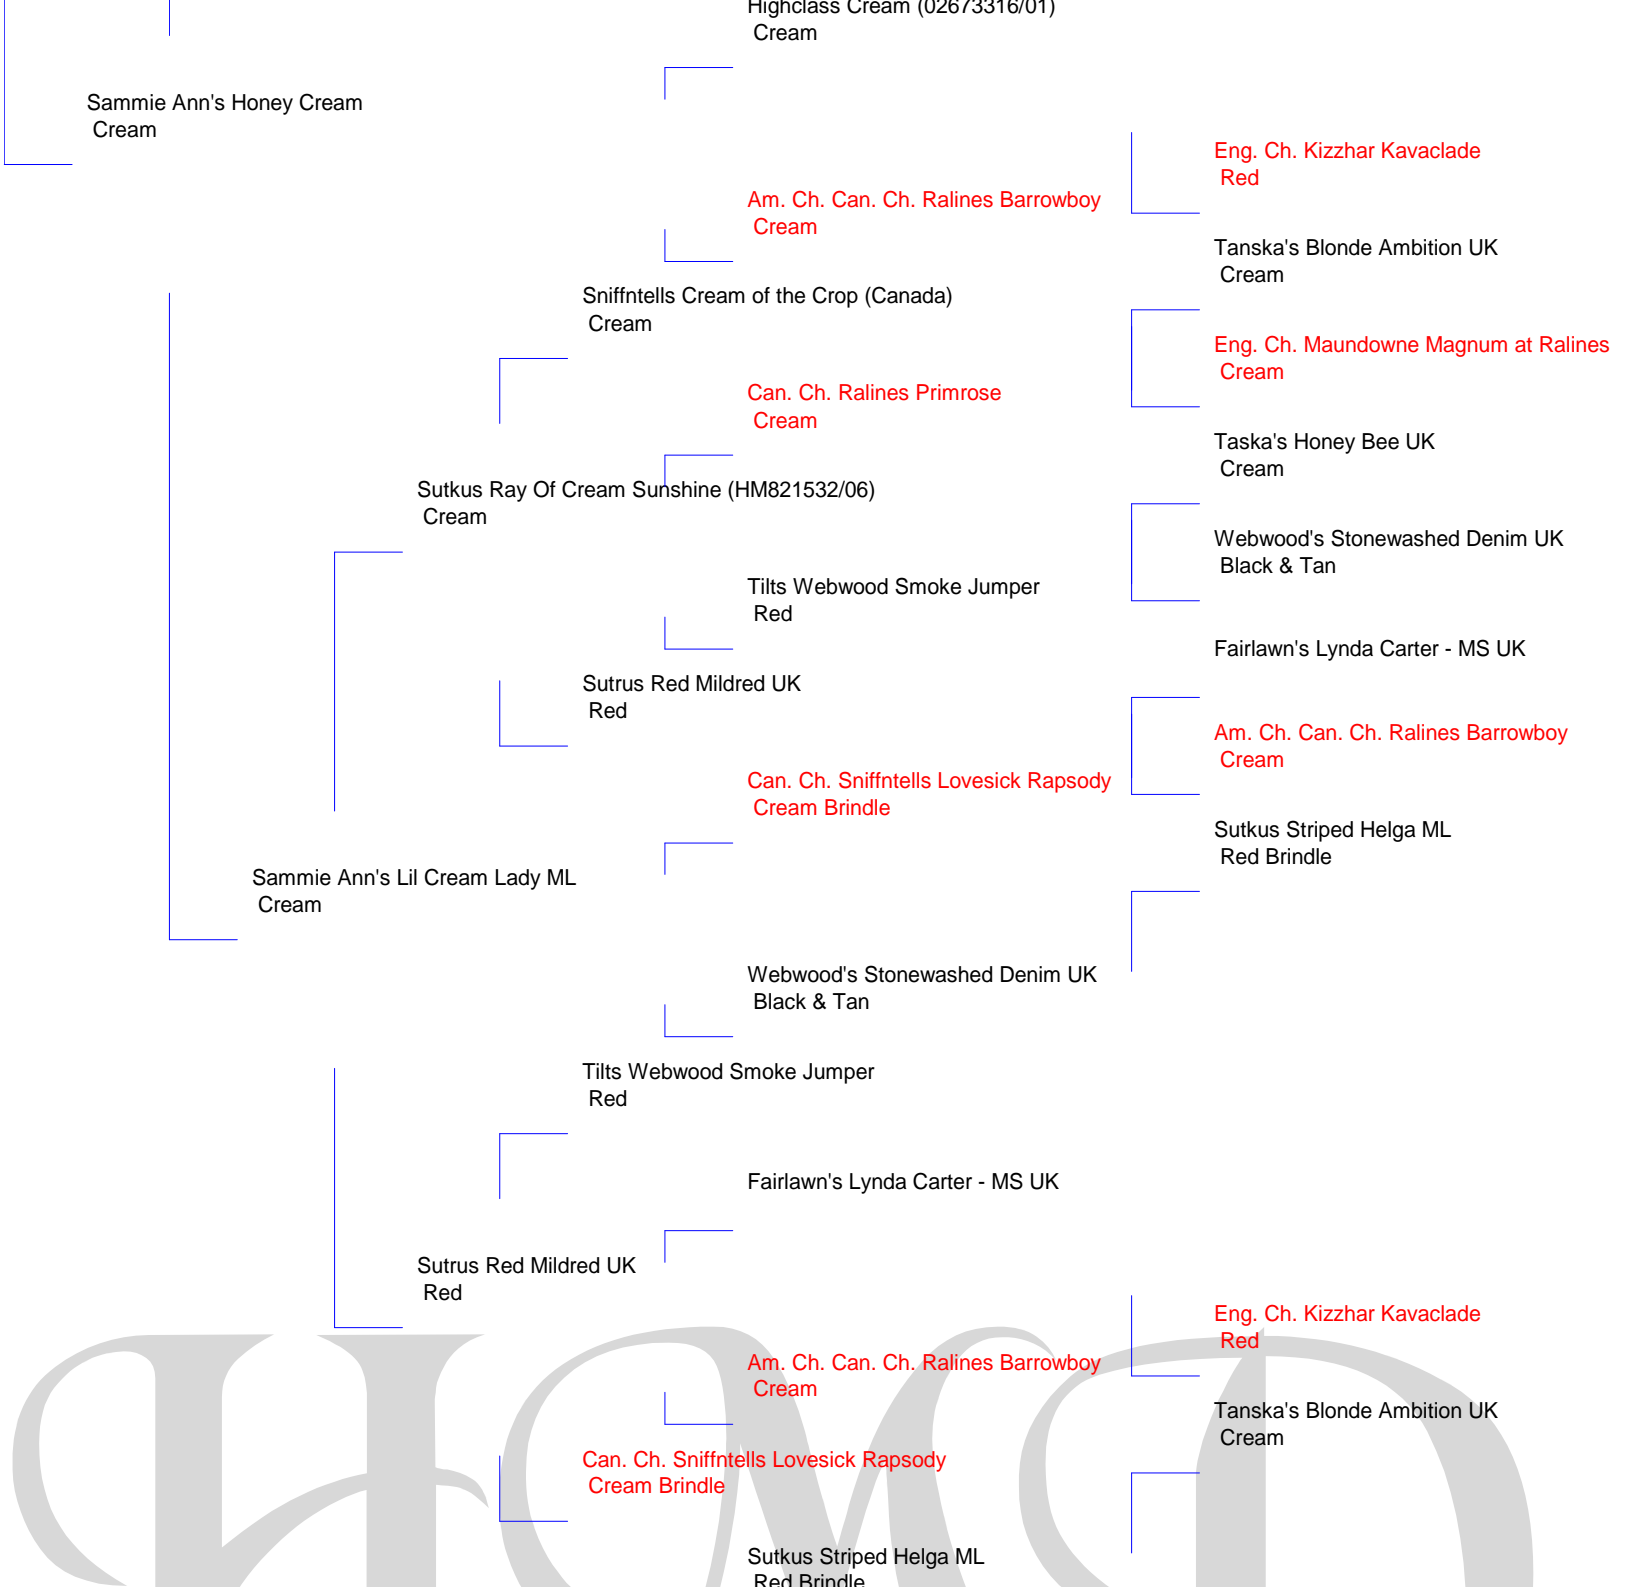 Highclass Cream (02673316/01)
Cream
Sammie Ann's Honey Cream
Cream
Eng. Ch. Kizzhar Kavaclade
Red
Am. Ch. Can. Ch. Ralines Barrowboy
Cream
Tanska's Blonde Ambition UK
Cream
Sniffntells Cream of the Crop (Canada)
Cream
Eng. Ch. Maundowne Magnum at Ralines
Cream
Can. Ch. Ralines Primrose
Cream
Taska's Honey Bee UK
Cream
Sutkus Ray Of Cream Sunshine (HM821532/06)
Cream
Webwood's Stonewashed Denim UK
Black & Tan
Tilts Webwood Smoke Jumper
Red
Fairlawn's Lynda Carter - MS UK
Sutrus Red Mildred UK
Red
Am. Ch. Can. Ch. Ralines Barrowboy
Cream
Can. Ch. Sniffntells Lovesick Rapsody
Cream Brindle
Sutkus Striped Helga ML
Red Brindle
Sammie Ann's Lil Cream Lady ML
Cream
Webwood's Stonewashed Denim UK
Black & Tan
Tilts Webwood Smoke Jumper
Red
Fairlawn's Lynda Carter - MS UK
Sutrus Red Mildred UK
Red
Eng. Ch. Kizzhar Kavaclade
Red
Am. Ch. Can. Ch. Ralines Barrowboy
Cream
Tanska's Blonde Ambition UK
Cream
Can. Ch. Sniffntells Lovesick Rapsody
Cream Brindle
Sutkus Striped Helga ML
Red Brindle
HMD